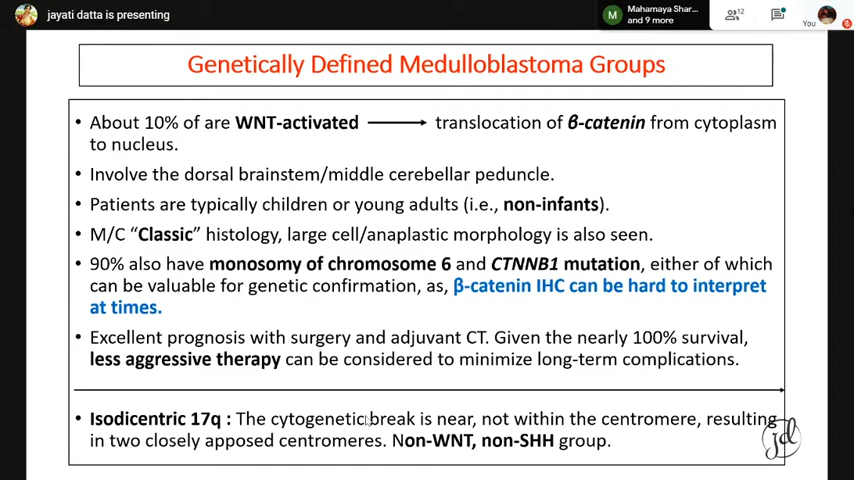 jayati datta is presenting
Mahamaya Shar...
and 9 more
M
12
You
Genetically Defined Medulloblastoma Groups
• About 10% of are WNT-activated → translocation of β-catenin from cytoplasm
to nucleus.
• Involve the dorsal brainstem/middle cerebellar peduncle.
• Patients are typically children or young adults (i.e., non-infants).
• M/C “Classic” histology, large cell/anaplastic morphology is also seen.
• 90% also have monosomy of chromosome 6 and CTNNB1 mutation, either of which
can be valuable for genetic confirmation, as, β-catenin IHC can be hard to interpret
at times.
• Excellent prognosis with surgery and adjuvant CT. Given the nearly 100% survival,
less aggressive therapy can be considered to minimize long-term complications.
• Isodicentric 17q : The cytogenetic break is near, not within the centromere, resulting
in two closely apposed centromeres. Non-WNT, non-SHH group.
jd